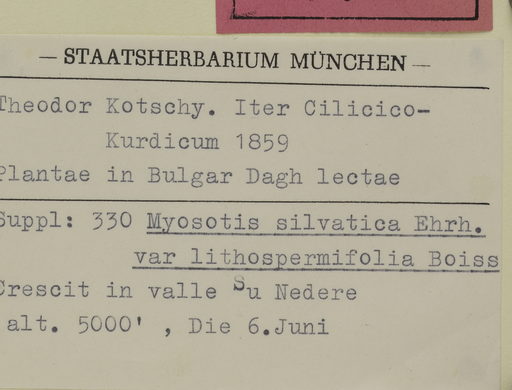 — STAATSHERBARIUM MÜNCHEN —
Theodor Kotschy. Iter Cilicico-
Kurdicum 1859
Plantae in Bulgar Dagh lectae
Suppl: 330 Myosotis silvatica Ehrh.
var lithospermifolia Boiss
Crescit in valle Su Nedere
alt. 5000' , Die 6.Juni